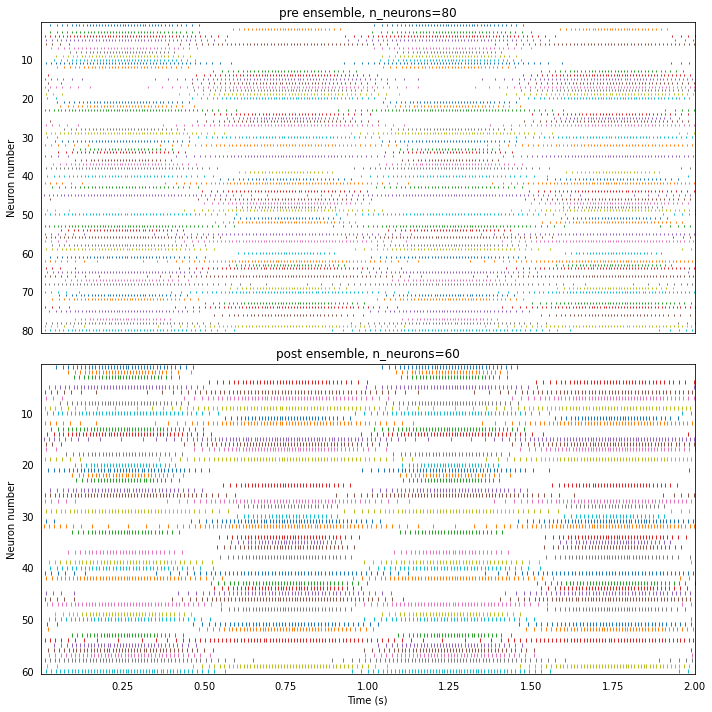 pre ensemble, n_neurons=80
10
20
30
40
50
60
70
80
Neuron number
post ensemble, n_neurons=60
10
20
30
40
50
60
Neuron number
0.25 0.50 0.75 1.00 1.25 1.50 1.75 2.00
Time (s)